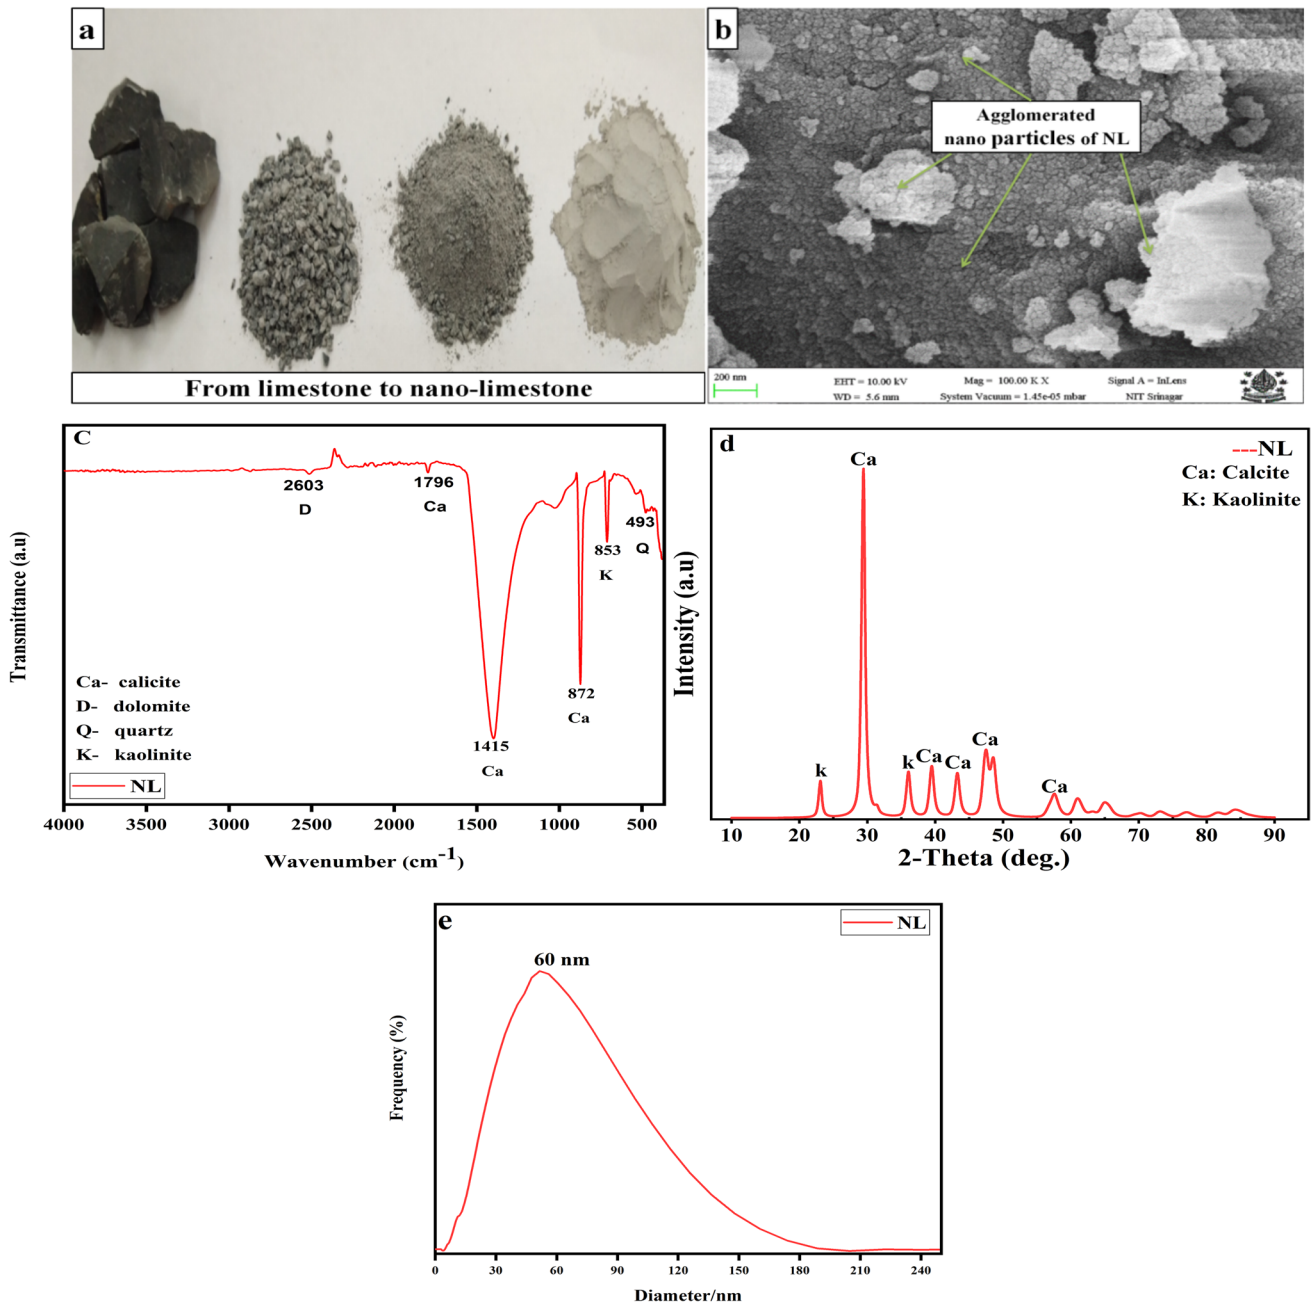 a
From limestone to nano-limestone
b
Agglomerated
nano particles of NL
200 nm
EHT = 10.00 kV
WD = 5.6 mm
Mag = 100.00 K X
System Vacuum = 1.45e-05 mbar
Signal A = InLens
NIT Srinagar
C
Transmittance (a.u)
2603
D
1796
Ca
1415
Ca
872
Ca
853
K
493
Q
Ca- calicite
D- dolomite
Q- quartz
K- kaolinite
NL
4000 3500 3000 2500 2000 1500 1000 500
Wavenumber (cm-1)
d
Intensity (a.u)
NL
Ca: Calcite
K: Kaolinite
k
Ca
k
Ca
Ca
Ca
Ca
10 20 30 40 50 60 70 80 90
2-Theta (deg.)
e
NL
60 nm
Frequency (%)
0 30 60 90 120 150 180 210 240
Diameter/nm